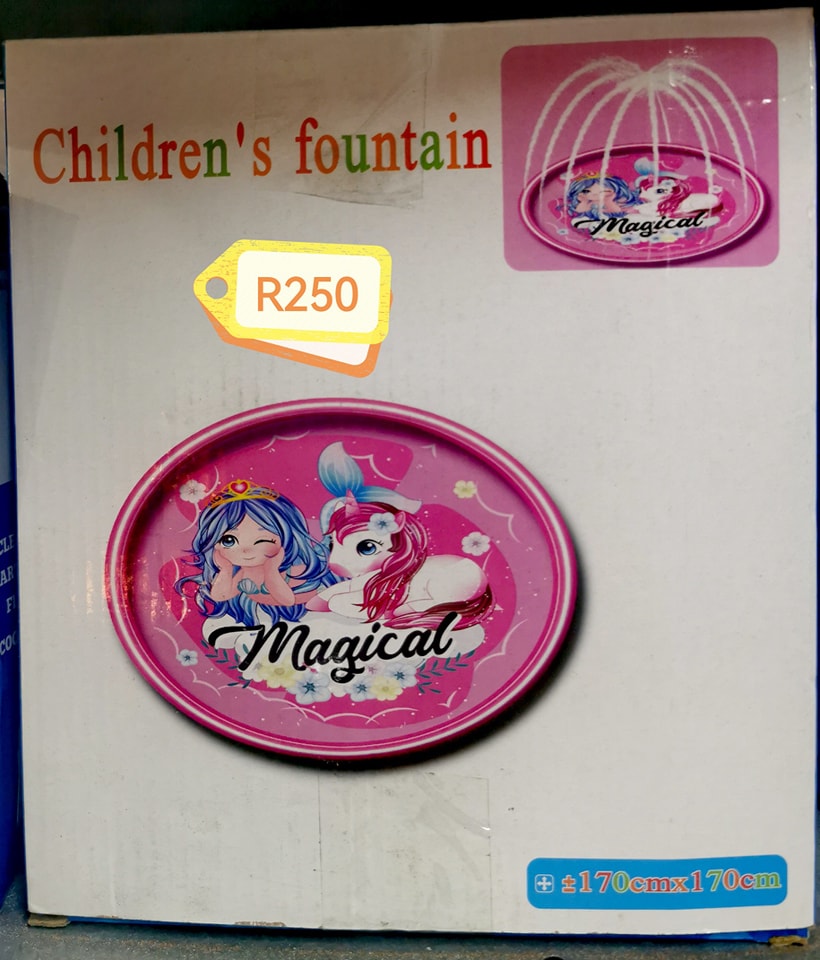 Children's fountain
Magical
R250
Magical
±170cmx170cm